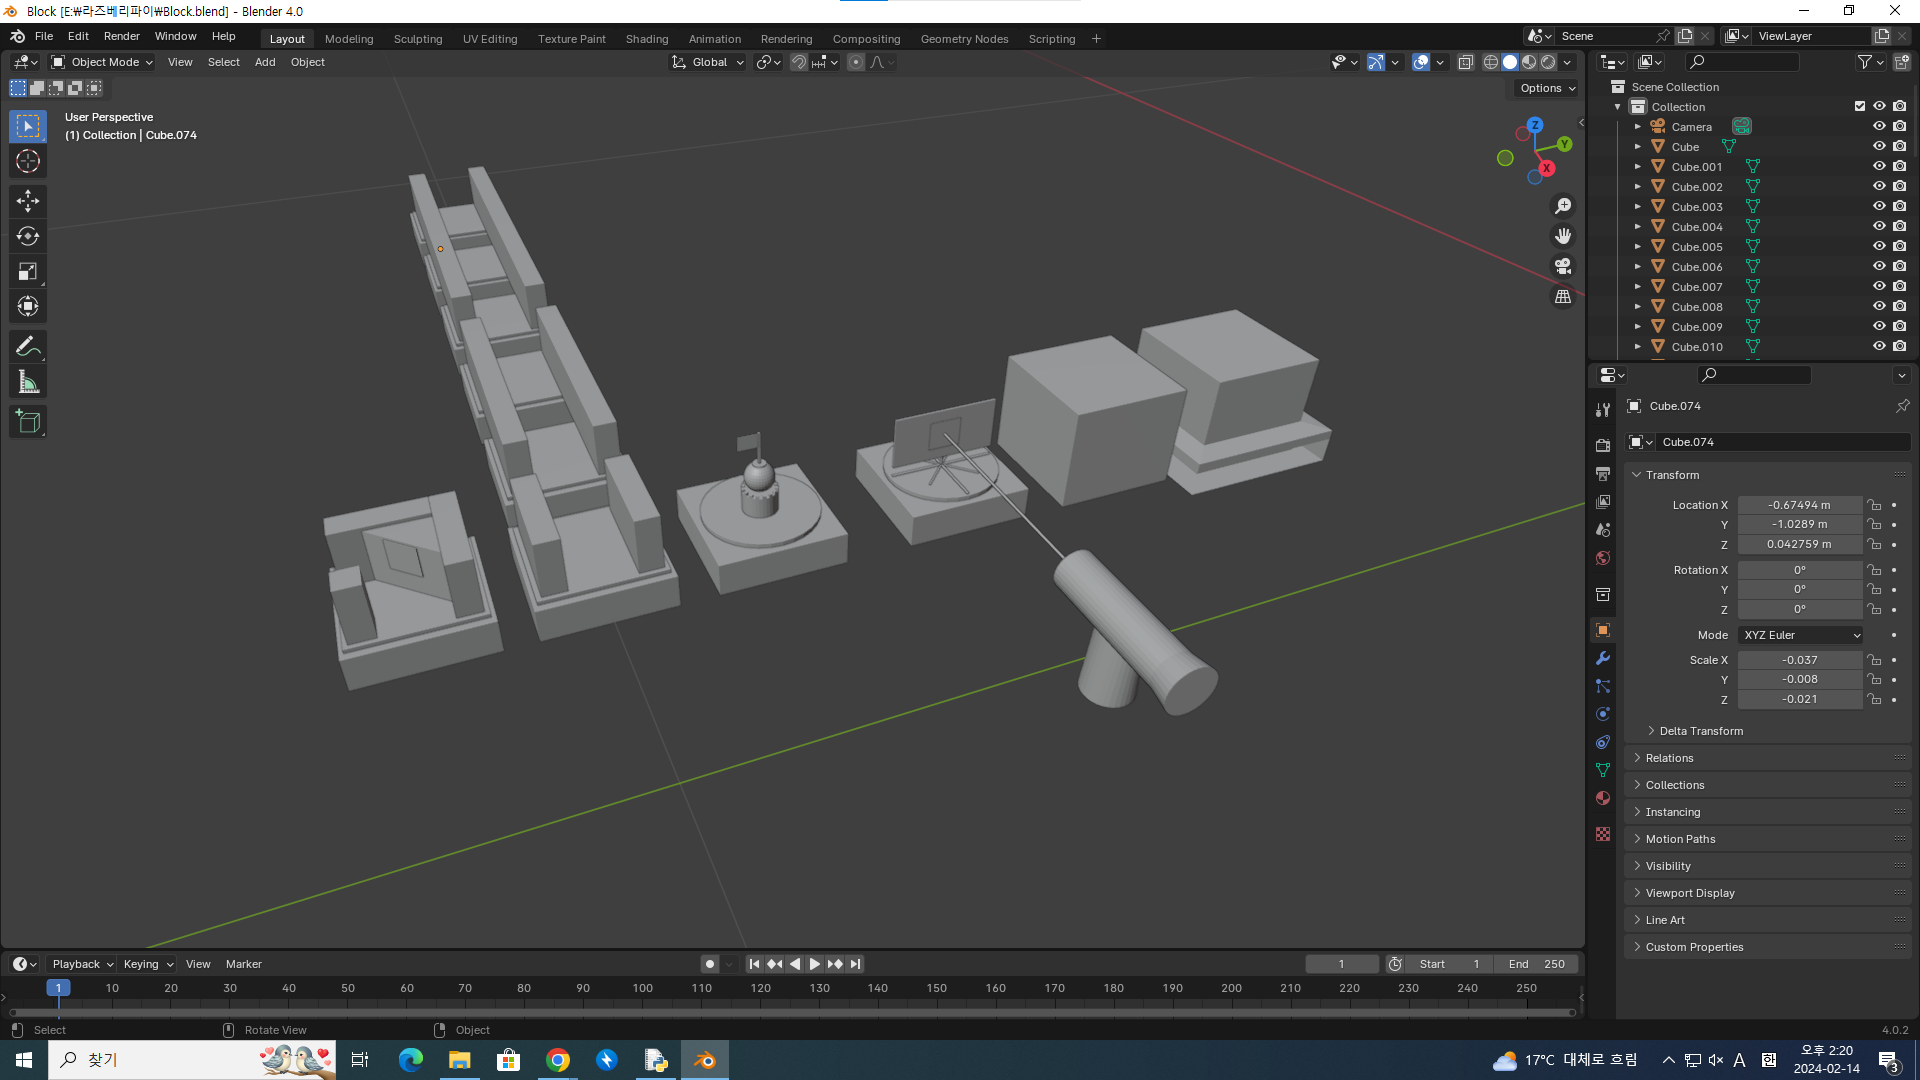 Block [E:₩라즈베리파이₩Block.blend] - Blender 4.0
File Edit Render Window Help
Layout Modeling Sculpting UV Editing Texture Paint Shading Animation Rendering Compositing Geometry Nodes Scripting +
Scene
ViewLayer
Object Mode View Select Add Object
Global
Options
User Perspective
(1) Collection | Cube.074
Z
Y
X
Scene Collection
Collection
Camera
Cube
Cube.001
Cube.002
Cube.003
Cube.004
Cube.005
Cube.006
Cube.007
Cube.008
Cube.009
Cube.010
Cube.074
Cube.074
Transform
Location X -0.67494 m
Y -1.0289 m
Z 0.042759 m
Rotation X 0°
Y 0°
Z 0°
Mode XYZ Euler
Scale X -0.037
Y -0.008
Z -0.021
Delta Transform
Relations
Collections
Instancing
Motion Paths
Visibility
Viewport Display
Line Art
Custom Properties
Playback Keying View Marker
1 Start 1 End 250
1 10 20 30 40 50 60 70 80 90 100 110 120 130 140 150 160 170 180 190 200 210 220 230 240 250
Select Rotate View Object
4.0.2
찾기
17°C 대체로 흐림
A 한
오후 2:20
2024-02-14
3